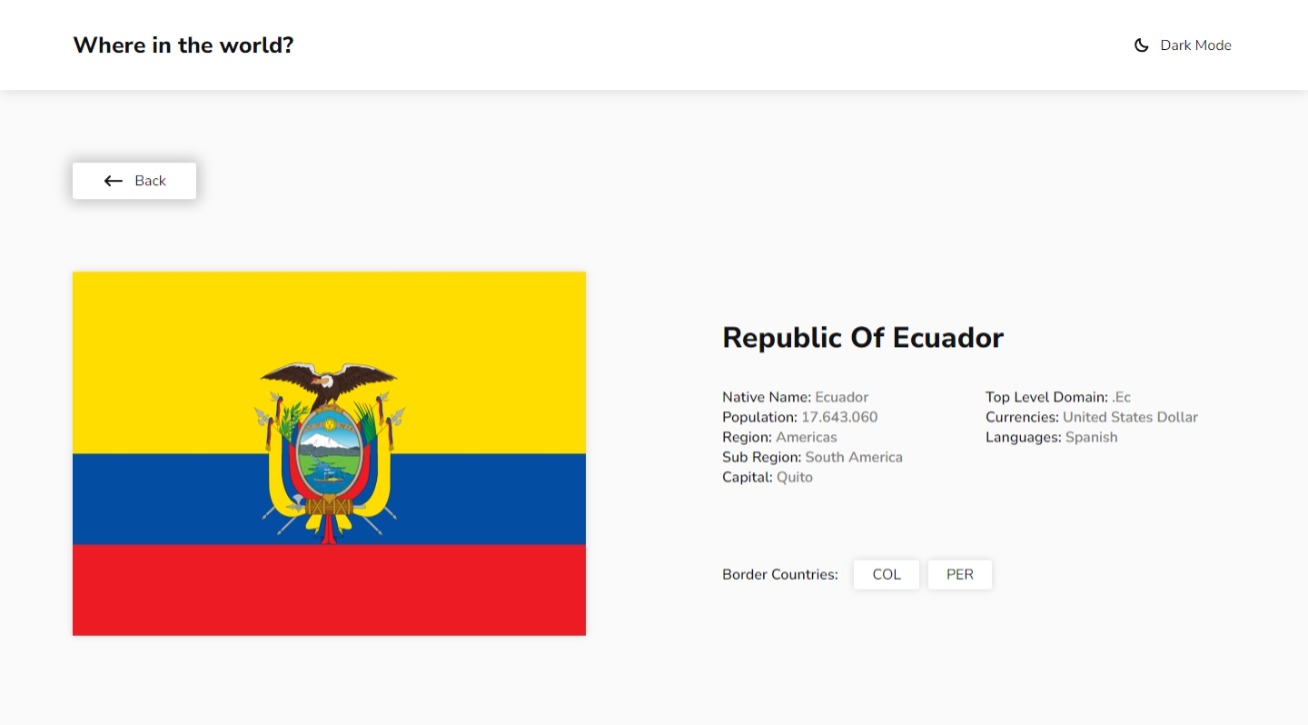 Where in the world?
Dark Mode
Back
Republic Of Ecuador
Native Name: Ecuador
Population: 17.643.060
Region: Americas
Sub Region: South America
Capital: Quito
Top Level Domain: .Ec
Currencies: United States Dollar
Languages: Spanish
Border Countries: COL PER